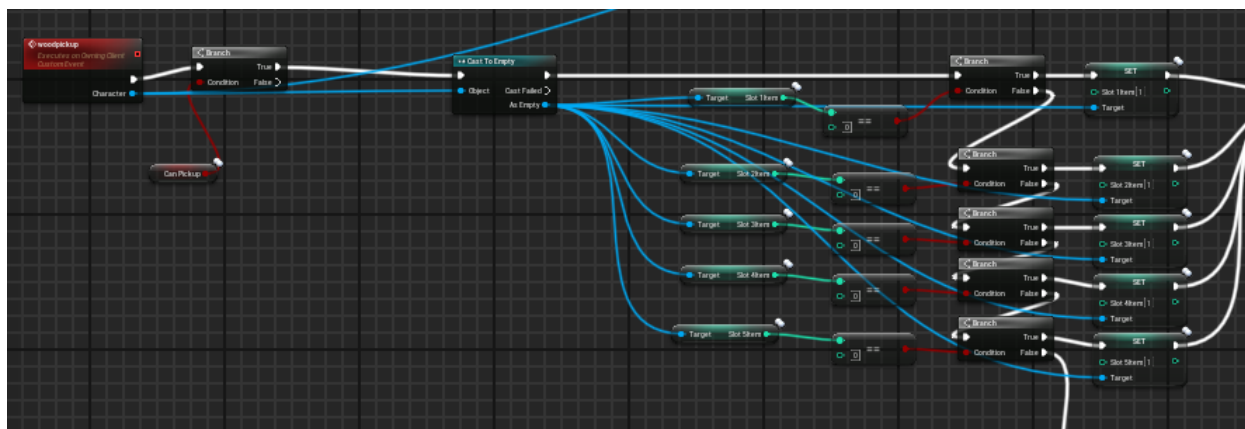 woodpickup
Executes on Owning Client
Custom Event
Character
Branch
True
Condition
False
Can Pickup
Cast To Empty
Object
Cast Failed
As Empty
Target
Slot 1Item
0
==
Branch
True
Condition
False
SET
Slot 1Item 1
Target
Target
Slot 2Item
0
==
Branch
True
Condition
False
SET
Slot 2Item 1
Target
Target
Slot 3Item
0
==
Branch
True
Condition
False
SET
Slot 3Item 1
Target
Target
Slot 4Item
0
==
Branch
True
Condition
False
SET
Slot 4Item 1
Target
Target
Slot 5Item
0
==
Branch
True
Condition
False
SET
Slot 5Item 1
Target